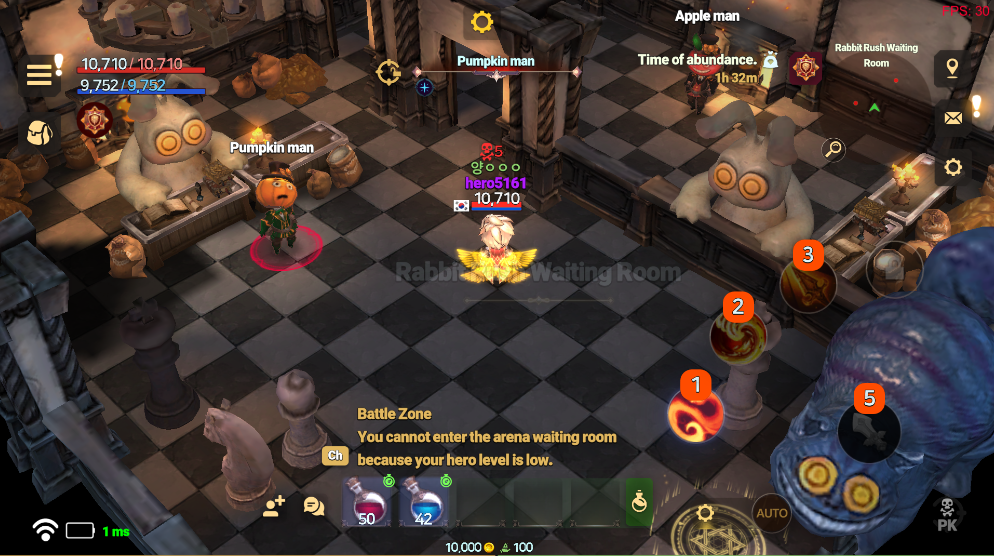 FPS: 30
Apple man
10,710/10,710
9,752/9,752
Pumpkin man
Time of abundance.
1h 32m
Rabbit Rush Waiting
Room
Pumpkin man
5
양
hero5161
10,710
Rabbit Rush Waiting Room
3
2
1
5
Battle Zone
You cannot enter the arena waiting room
because your hero level is low.
Ch
50
42
AUTO
PK
1 ms
10,000
100